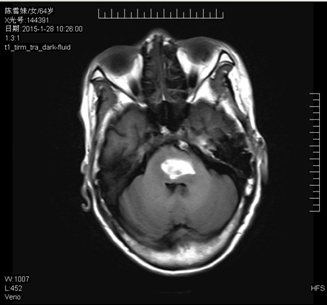 陈雪妹/女/64岁
X光号: 144391
日期 2015-1-28 10:26:00
1:3:1
t1_tirm_tra_dark-fluid
W:1007
L:452
Verio
HFS